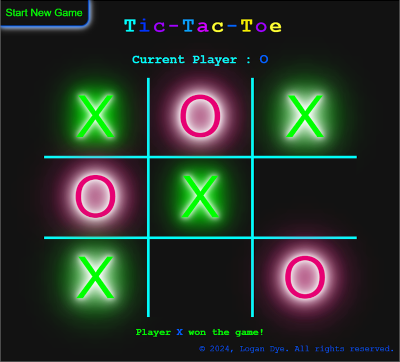 Start New Game
Tic-Tac-Toe
Current Player : O
X O X
O X
X O
Player X won the game!
© 2024, Logan Dye. All rights reserved.